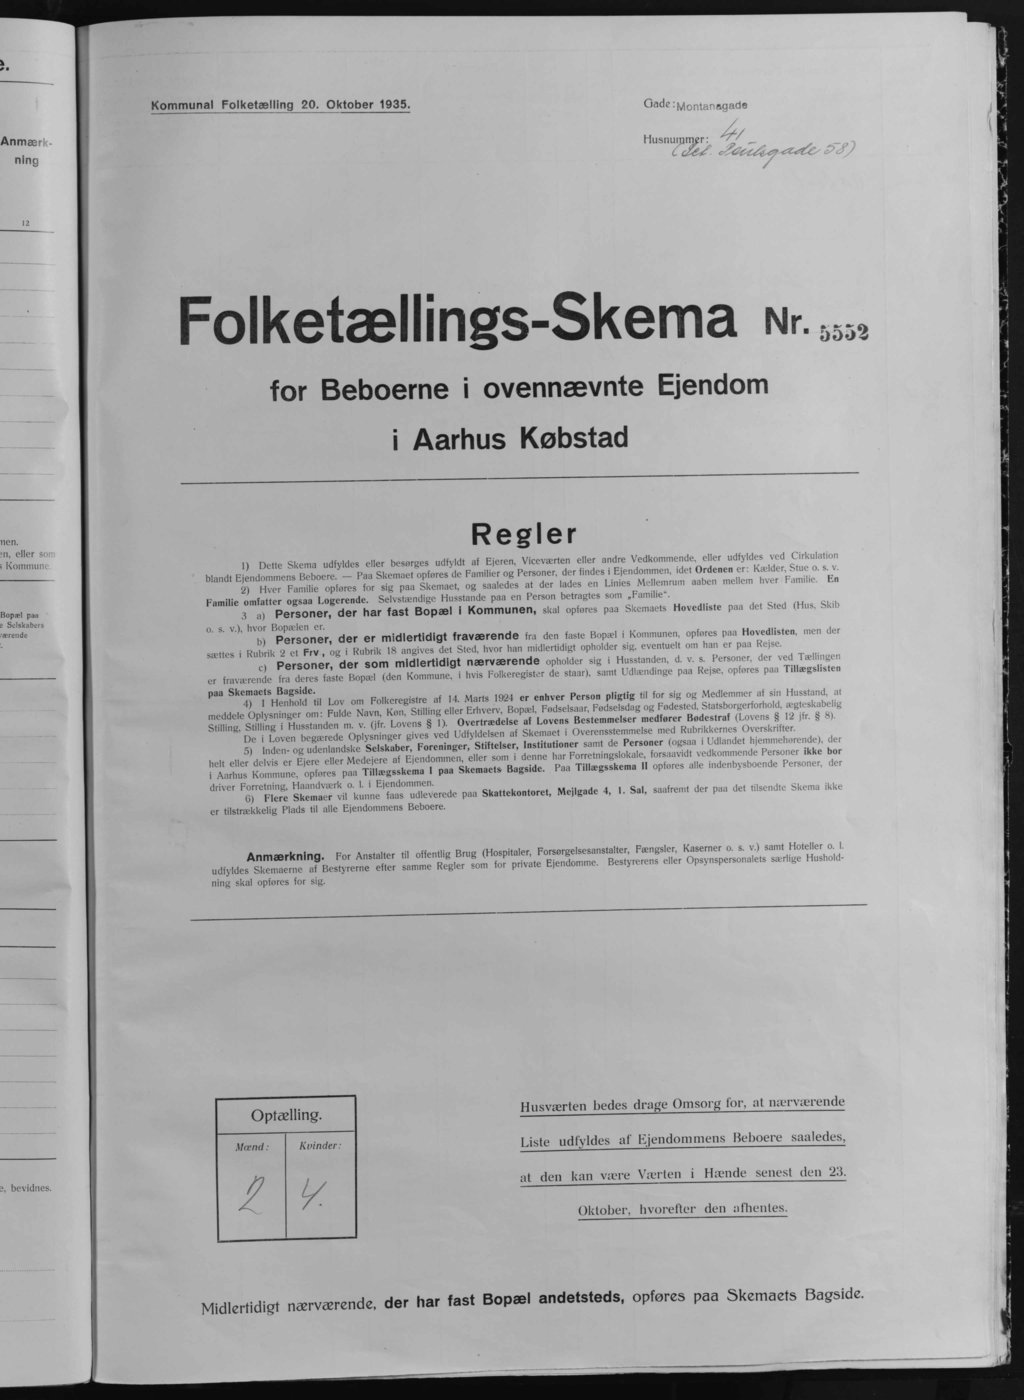 e.
Anmærk-
ning
12
men.
en, eller som
s Kommune.
Bopæl paa
e Selskabers
værende
e, bevidnes.
Kommunal Folketælling 20. Oktober 1935.
Gade: Montanagade
Husnummer: 41
(Sct. Paulsgade 58)
Folketællings-Skema Nr. 5552
for Beboerne i ovennævnte Ejendom
i Aarhus Købstad
Regler
1) Dette Skema udfyldes eller besørges udfyldt af Ejeren, Viceværten eller andre Vedkommende, eller udfyldes ved Cirkulation
blandt Ejendommens Beboere. — Paa Skemaet opføres de Familier og Personer, der findes i Ejendommen, idet Ordenen er: Kælder, Stue o. s. v.
2) Hver Familie opføres for sig paa Skemaet, og saaledes at der lades en Linies Mellemrum aaben mellem hver Familie. En
Familie omfatter ogsaa Logerende. Selvstændige Husstande paa en Person betragtes som „Familie".
3 a) Personer, der har fast Bopæl i Kommunen, skal opføres paa Skemaets Hovedliste paa det Sted (Hus, Skib
o. s. v.), hvor Bopælen er.
b) Personer, der er midlertidigt fraværende fra den faste Bopæl i Kommunen, opføres paa Hovedlisten, men der
sættes i Rubrik 2 et Frv, og i Rubrik 18 angives det Sted, hvor han midlertidigt opholder sig, eventuelt om han er paa Rejse.
c) Personer, der som midlertidigt nærværende opholder sig i Husstanden, d. v. s. Personer, der ved Tællingen
er fraværende fra deres faste Bopæl (den Kommune, i hvis Folkeregister de staar), samt Udlændinge paa Rejse, opføres paa Tillægslisten
paa Skemaets Bagside.
4) I Henhold til Lov om Folkeregistre af 14. Marts 1924 er enhver Person pligtig til for sig og Medlemmer af sin Husstand, at
meddele Oplysninger om: Fulde Navn, Køn, Stilling eller Erhverv, Bopæl, Fødselsaar, Fødselsdag og Fødested, Statsborgerforhold, ægteskabelig
Stilling, Stilling i Husstanden m. v. (jfr. Lovens § 1). Overtrædelse af Lovens Bestemmelser medfører Bødestraf (Lovens § 12 jfr. § 8).
De i Loven begærede Oplysninger gives ved Udfyldelsen af Skemaet i Overensstemmelse med Rubrikkernes Overskrifter.
5) Inden- og udenlandske Selskaber, Foreninger, Stiftelser, Institutioner samt de Personer (ogsaa i Udlandet hjemmehørende), der
helt eller delvis er Ejere eller Medejere af Ejendommen, eller som i denne har Forretningslokale, forsaavidt vedkommende Personer ikke bor
i Aarhus Kommune, opføres paa Tillægsskema I paa Skemaets Bagside. Paa Tillægsskema II opføres alle indenbysboende Personer, der
driver Forretning, Haandværk o. l. i Ejendommen.
6) Flere Skemaer vil kunne faas udleverede paa Skattekontoret, Mejlgade 4, 1. Sal, saafremt der paa det tilsendte Skema ikke
er tilstrækkelig Plads til alle Ejendommens Beboere.
Anmærkning. For Anstalter til offentlig Brug (Hospitaler, Forsørgelsesanstalter, Fængsler, Kaserner o. s. v.) samt Hoteller o. l.
udfyldes Skemaerne af Bestyrerne efter samme Regler som for private Ejendomme. Bestyrerens eller Opsynspersonalets særlige Hushold-
ning skal opføres for sig.
Optælling.
Mænd: Kvinder:
2 4.
Husværten bedes drage Omsorg for, at nærværende
Liste udfyldes af Ejendommens Beboere saaledes,
at den kan være Værten i Hænde senest den 23.
Oktober, hvorefter den afhentes.
Midlertidigt nærværende, der har fast Bopæl andetsteds, opføres paa Skemaets Bagside.